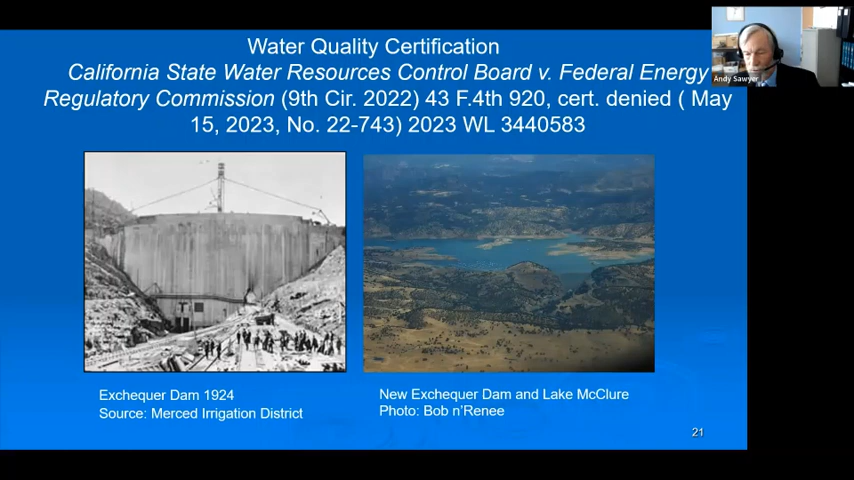 Water Quality Certification
California State Water Resources Control Board v. Federal Energy
Regulatory Commission (9th Cir. 2022) 43 F.4th 920, cert. denied ( May
15, 2023, No. 22-743) 2023 WL 3440583
Andy Sawyer
Exchequer Dam 1924
Source: Merced Irrigation District
New Exchequer Dam and Lake McClure
Photo: Bob n’Renee
21